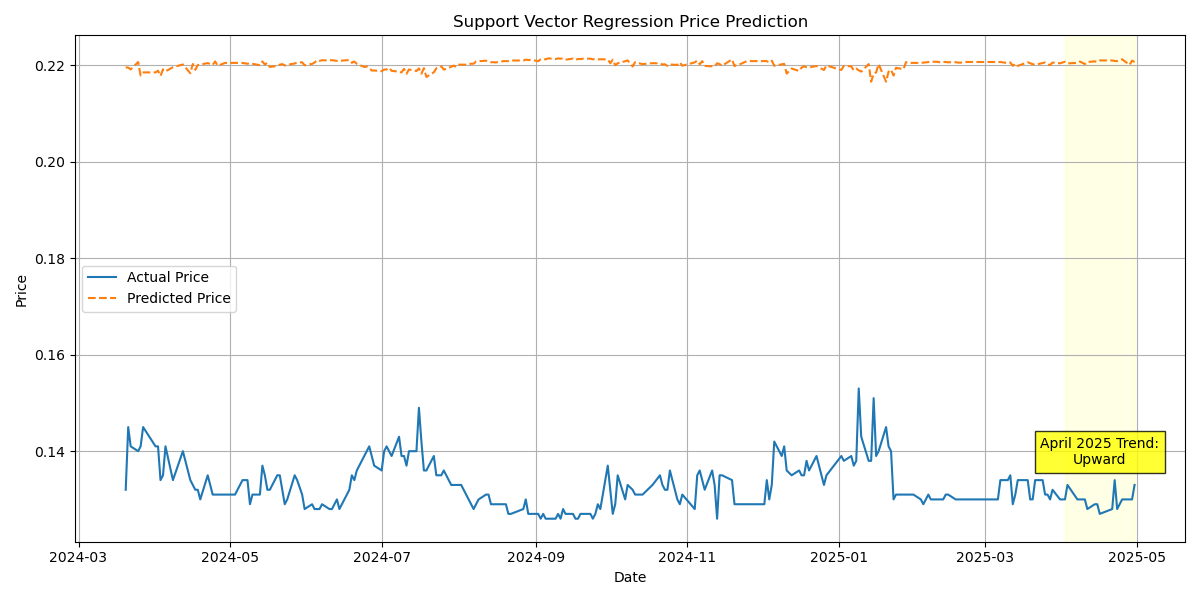 Support Vector Regression Price Prediction
Price
0.22
0.20
0.18
0.16
0.14
Actual Price
Predicted Price
April 2025 Trend:
Upward
2024-03
2024-05
2024-07
2024-09
2024-11
2025-01
2025-03
2025-05
Date